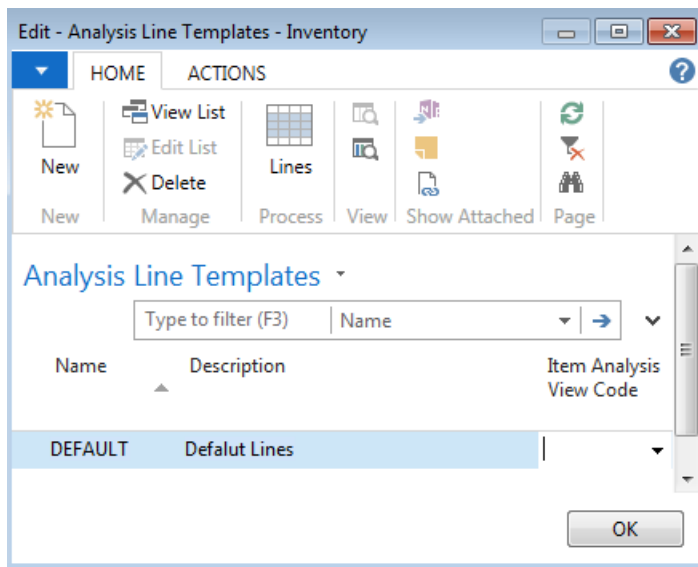 Edit - Analysis Line Templates - Inventory
HOME ACTIONS
New
View List
Edit List
Delete
Lines
New Manage Process View Show Attached Page
Analysis Line Templates
Type to filter (F3) Name
Name Description Item Analysis
View Code
DEFAULT Defalut Lines
OK